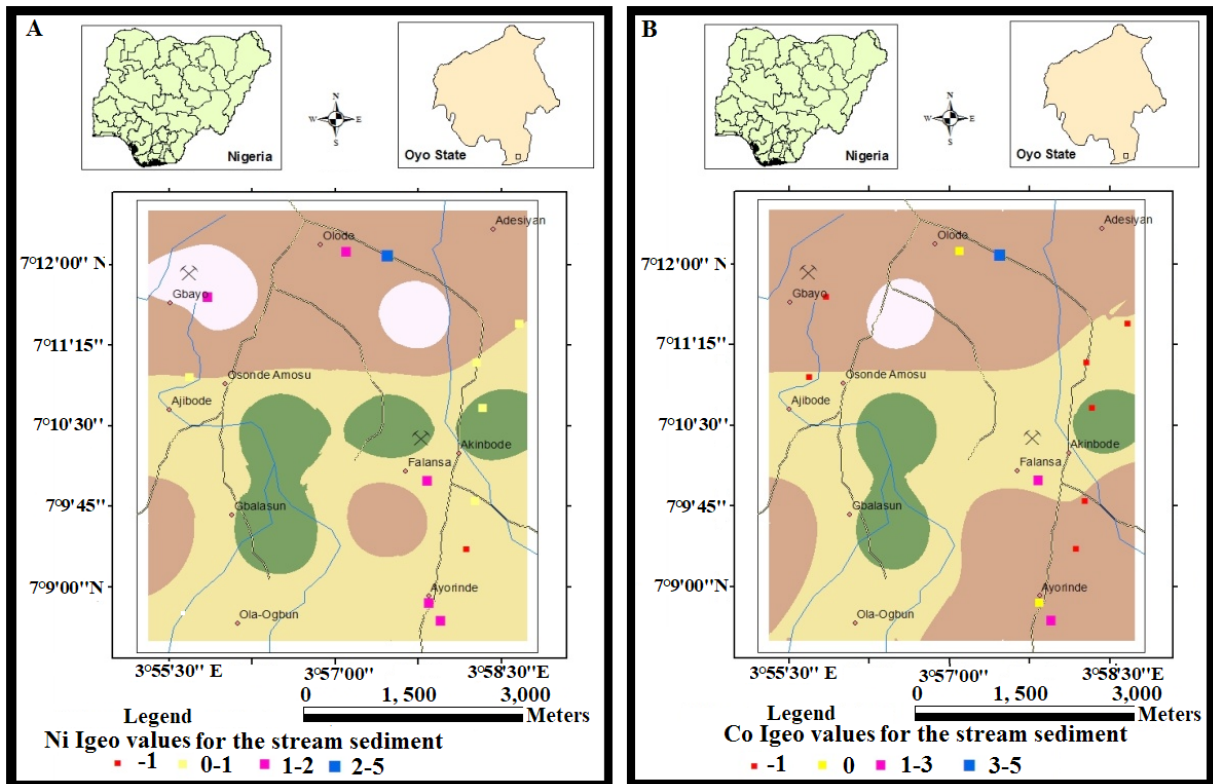 A
Nigeria
N
W E
S
Oyo State
Adesiyan
Olode
7°12'00'' N
Gbayo
7°11'15''
Osonde Amosu
Ajibode
7°10'30''
Akinbode
Falansa
7°9'45''
Gbalasun
7°9'00''N
Ayorinde
Ola-Ogbun
3°55'30'' E 3°57'00'' 3°58'30''E
0 1, 500 3,000
Meters
Legend
Ni Igeo values for the stream sediment
-1 0-1 1-2 2-5
B
Nigeria
N
W E
S
Oyo State
Adesiyan
Olode
7°12'00'' N
Gbayo
7°11'15''
Osonde Amosu
Ajibode
7°10'30''
Akinbode
Falansa
7°9'45''
Gbalasun
7°9'00''N
Ayorinde
Ola-Ogbun
3°55'30'' E 3°57'00'' 3°58'30''E
0 1,500 3,000
Meters
Legend
Co Igeo values for the stream sediment
-1 0 1-3 3-5